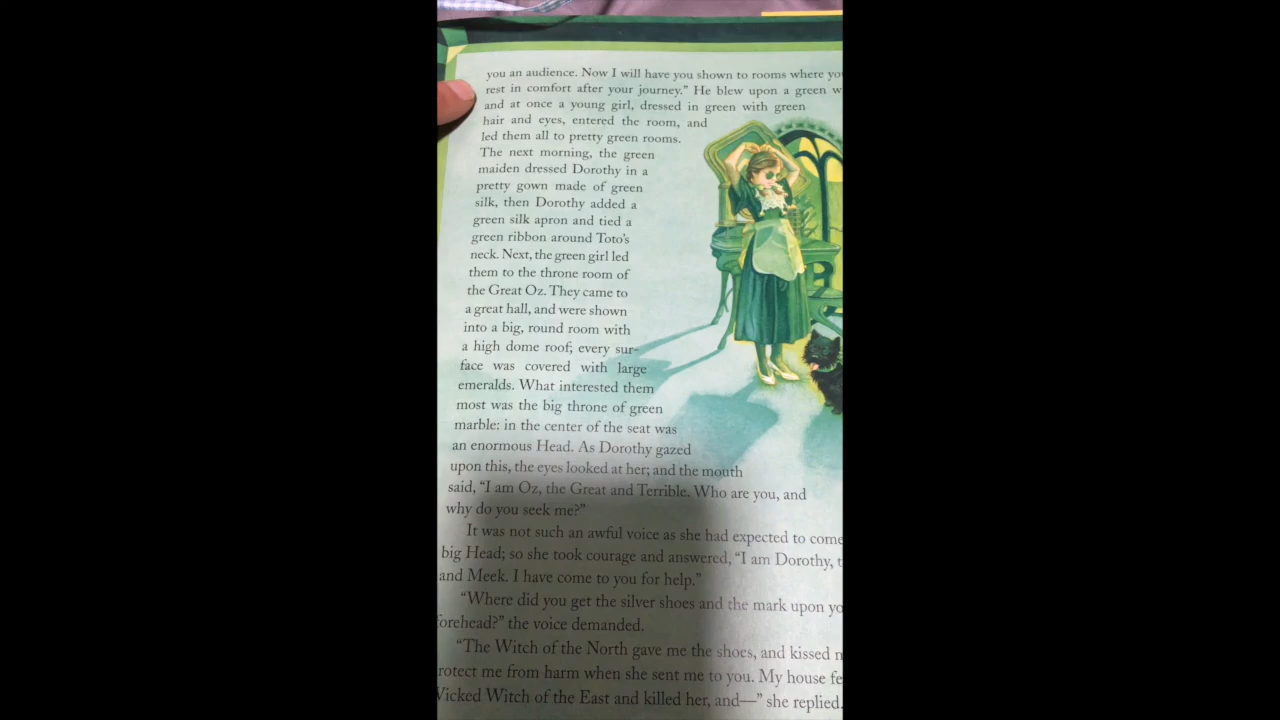 you an audience. Now I will have you shown to rooms where
rest in comfort after your journey.” He blew upon a green
and at once a young girl, dressed in green with green
hair and eyes, entered the room, and
led them all to pretty green rooms.
The next morning, the green
maiden dressed Dorothy in a
pretty gown made of green
silk, then Dorothy added a
green silk apron and tied a
green ribbon around Toto’s
neck. Next, the green girl led
them to the throne room of
the Great Oz. They came to
a great hall, and were shown
into a big, round room with
a high dome roof; every sur-
face was covered with large
emeralds. What interested them
most was the big throne of green
marble: in the center of the seat was
an enormous Head. As Dorothy gazed
upon this, the eyes looked at her; and the mouth
said, “I am Oz, the Great and Terrible. Who are you, and
why do you seek me?”
It was not such an awful voice as she had expected to come
big Head; so she took courage and answered, “I am Dorothy,
and Meek. I have come to you for help.”
“Where did you get the silver shoes and the mark upon
forehead?” the voice demanded.
“The Witch of the North gave me the shoes, and kissed
rotect me from harm when she sent me to you. My house
Wicked Witch of the East and killed her, and—” she replied.